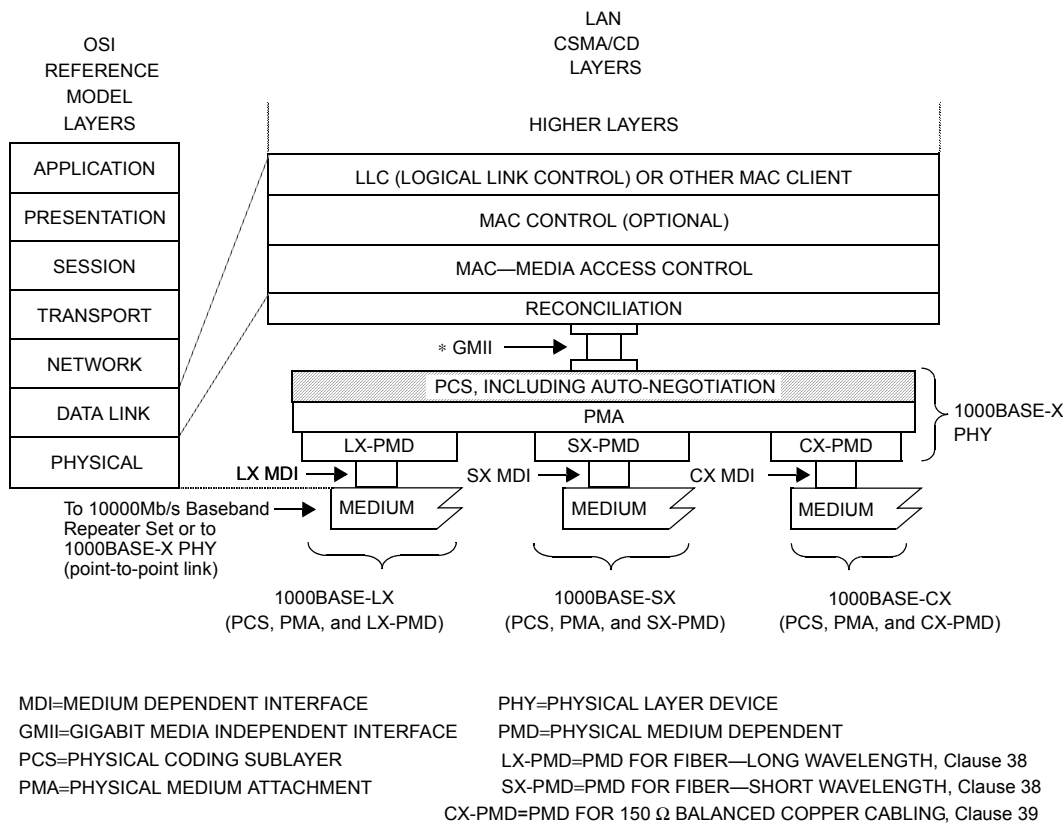 LAN
CSMA/CD
LAYERS
OSI
REFERENCE
MODEL
LAYERS
HIGHER LAYERS
APPLICATION
PRESENTATION
SESSION
TRANSPORT
NETWORK
DATA LINK
PHYSICAL
LLC (LOGICAL LINK CONTROL) OR OTHER MAC CLIENT
MAC CONTROL (OPTIONAL)
MAC—MEDIA ACCESS CONTROL
RECONCILIATION
* GMII
PCS, INCLUDING AUTO-NEGOTIATION
PMA
1000BASE-X
PHY
LX-PMD
SX-PMD
CX-PMD
LX MDI
SX MDI
CX MDI
MEDIUM
MEDIUM
MEDIUM
To 10000Mb/s Baseband
Repeater Set or to
1000BASE-X PHY
(point-to-point link)
1000BASE-LX
(PCS, PMA, and LX-PMD)
1000BASE-SX
(PCS, PMA, and SX-PMD)
1000BASE-CX
(PCS, PMA, and CX-PMD)
MDI=MEDIUM DEPENDENT INTERFACE
GMII=GIGABIT MEDIA INDEPENDENT INTERFACE
PCS=PHYSICAL CODING SUBLAYER
PMA=PHYSICAL MEDIUM ATTACHMENT
PHY=PHYSICAL LAYER DEVICE
PMD=PHYSICAL MEDIUM DEPENDENT
LX-PMD=PMD FOR FIBER—LONG WAVELENGTH, Clause 38
SX-PMD=PMD FOR FIBER—SHORT WAVELENGTH, Clause 38
CX-PMD=PMD FOR 150 Ω BALANCED COPPER CABLING, Clause 39